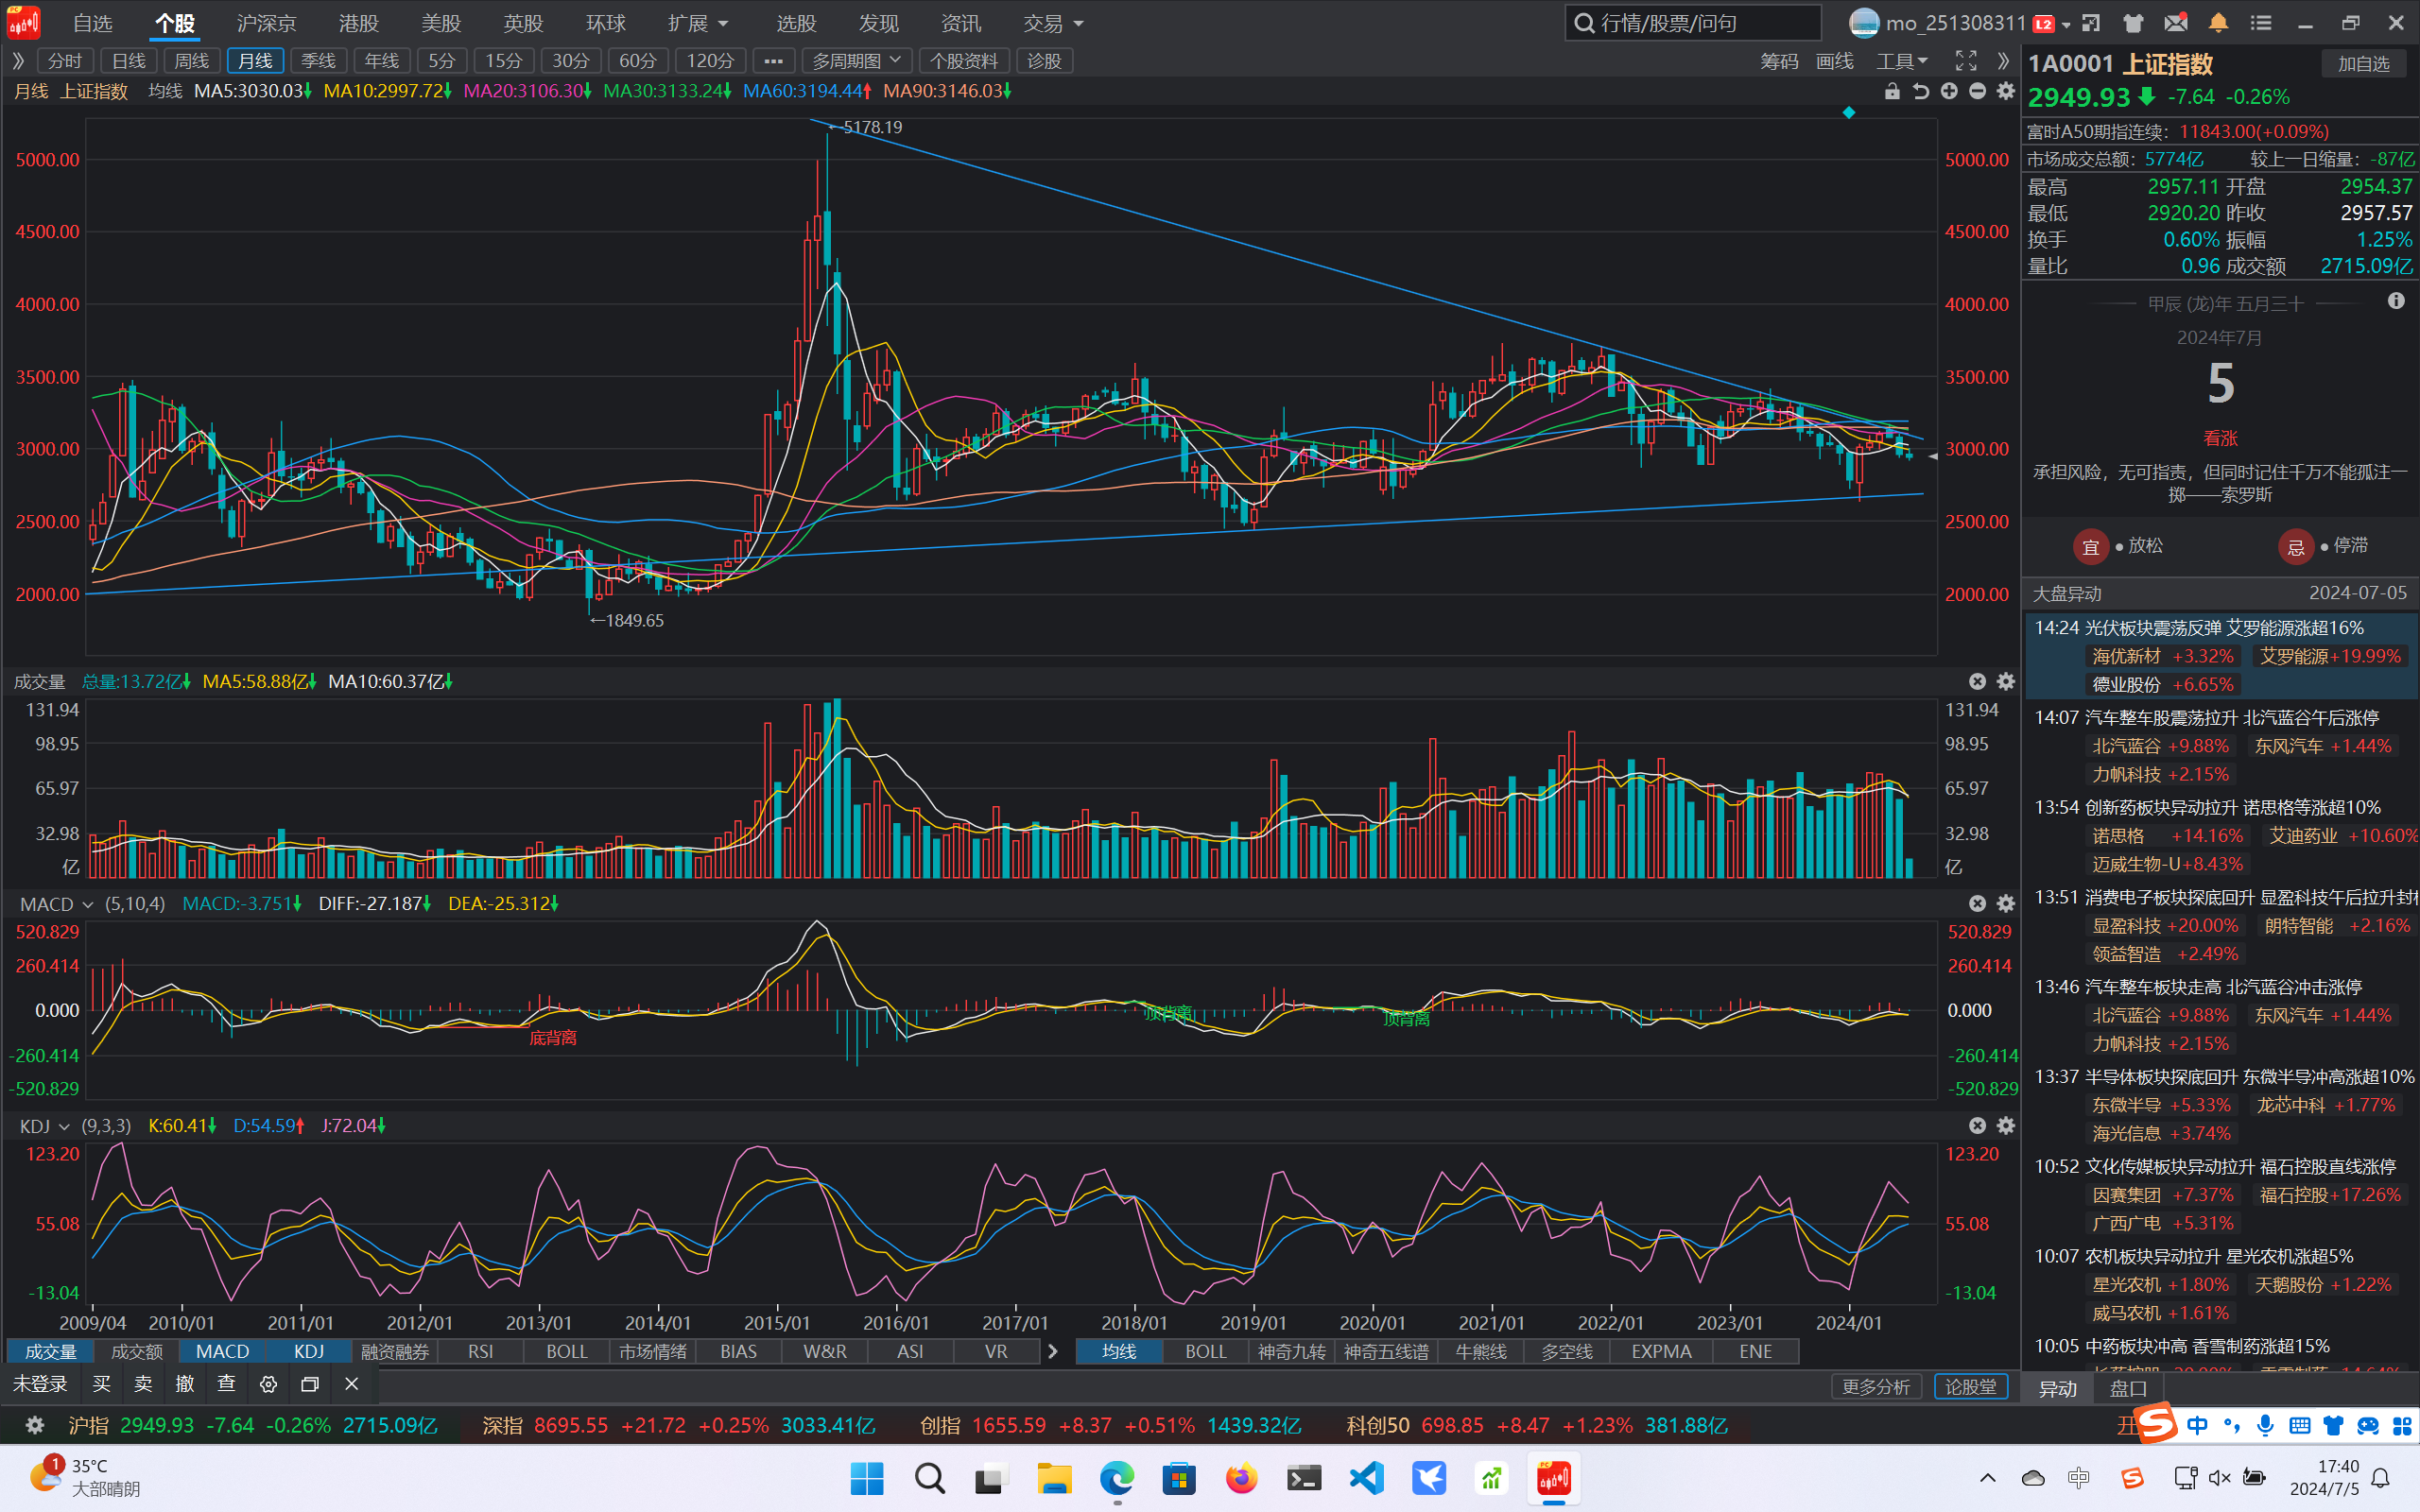 自选 个股 沪深京 港股 美股 英股 环球 扩展 选股 发现 资讯 交易 行情/股票/问句 mo_251308311 L2
分时 日线 周线 月线 季线 年线 5分 15分 30分 60分 120分 ••• 多周期图 个股资料 诊股 筹码 画线 工具
月线 上证指数 均线 MA5:3030.03↓ MA10:2997.72↓ MA20:3106.30↓ MA30:3133.24↓ MA60:3194.44↑ MA90:3146.03↓
5178.19
5000.00 5000.00
4500.00 4500.00
4000.00 4000.00
3500.00 3500.00
3000.00 3000.00
2500.00 2500.00
2000.00 2000.00
←1849.65
成交量 总量:13.72亿↓ MA5:58.88亿↓ MA10:60.37亿↓
131.94 131.94
98.95 98.95
65.97 65.97
32.98 32.98
亿 亿
MACD (5,10,4) MACD:-3.751↓ DIFF:-27.187↓ DEA:-25.312↓
520.829 520.829
260.414 260.414
0.000 0.000
顶背离 顶背离
底背离
-260.414 -260.414
-520.829 -520.829
KDJ (9,3,3) K:60.41↓ D:54.59↑ J:72.04↓
123.20 123.20
55.08 55.08
-13.04 -13.04
2009/04 2010/01 2011/01 2012/01 2013/01 2014/01 2015/01 2016/01 2017/01 2018/01 2019/01 2020/01 2021/01 2022/01 2023/01 2024/01
成交量 成交额 MACD KDJ 融资融券 RSI BOLL 市场情绪 BIAS W&R ASI VR 均线 BOLL 神奇九转 神奇五线谱 牛熊线 多空线 EXPMA ENE
未登录 买 卖 撤 查 更多分析 论股堂
1A0001 上证指数 加自选
2949.93 -7.64 -0.26%
富时A50期指连续: 11843.00(+0.09%)
市场成交总额: 5774亿 较上一日缩量: -87亿
最高 2957.11 开盘 2954.37
最低 2920.20 昨收 2957.57
换手 0.60% 振幅 1.25%
量比 0.96 成交额 2715.09亿
甲辰 (龙)年 五月三十
2024年7月
5
看涨
承担风险，无可指责，但同时记住千万不能孤注一
掷——索罗斯
宜 放松 忌 停滞
大盘异动 2024-07-05
14:24 光伏板块震荡反弹 艾罗能源涨超16%
海优新材 +3.32% 艾罗能源+19.99%
德业股份 +6.65%
14:07 汽车整车股震荡拉升 北汽蓝谷午后涨停
北汽蓝谷 +9.88% 东风汽车 +1.44%
力帆科技 +2.15%
13:54 创新药板块异动拉升 诺思格等涨超10%
诺思格 +14.16% 艾迪药业 +10.60%
迈威生物-U+8.43%
13:51 消费电子板块探底回升 显盈科技午后拉升封
显盈科技 +20.00% 朗特智能 +2.16%
领益智造 +2.49%
13:46 汽车整车板块走高 北汽蓝谷冲击涨停
北汽蓝谷 +9.88% 东风汽车 +1.44%
力帆科技 +2.15%
13:37 半导体板块探底回升 东微半导冲高涨超10%
东微半导 +5.33% 龙芯中科 +1.77%
海光信息 +3.74%
10:52 文化传媒板块异动拉升 福石控股直线涨停
因赛集团 +7.37% 福石控股+17.26%
广西广电 +5.31%
10:07 农机板块异动拉升 星光农机涨超5%
星光农机 +1.80% 天鹅股份 +1.22%
威马农机 +1.61%
10:05 中药板块冲高 香雪制药涨超15%
异动 盘口
沪指 2949.93 -7.64 -0.26% 2715.09亿 深指 8695.55 +21.72 +0.25% 3033.41亿 创指 1655.59 +8.37 +0.51% 1439.32亿 科创50 698.85 +8.47 +1.23% 381.88亿 中
1 35°C
大部晴朗
中 17:40
2024/7/5